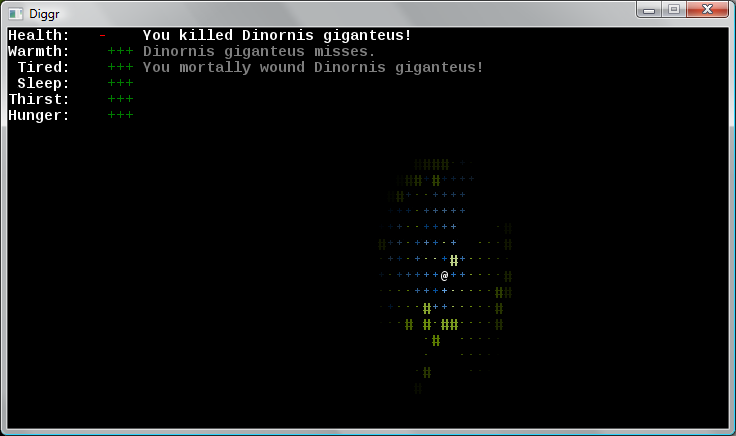 Diggr
Health: - You killed Dinornis giganteus!
Warmth: +++ Dinornis giganteus misses.
Tired: +++ You mortally wound Dinornis giganteus!
Sleep: +++
Thirst: +++
Hunger: +++